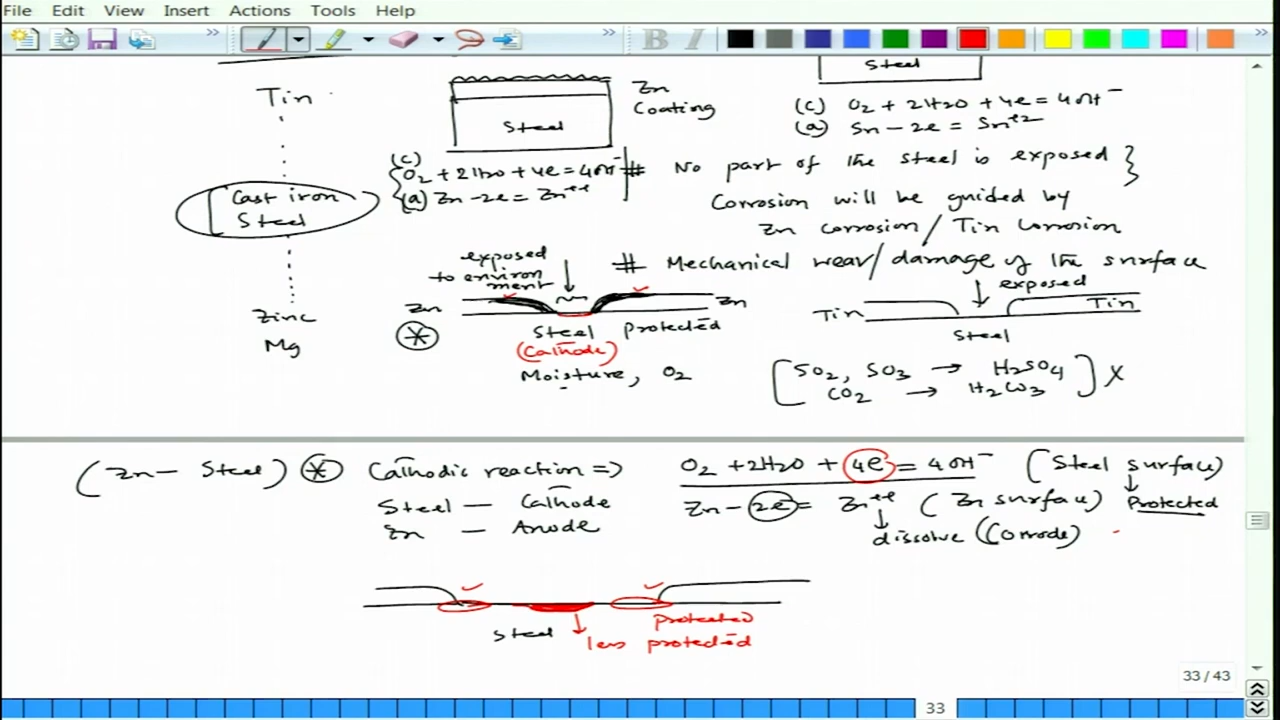 File Edit View Insert Actions Tools Help
Tin
Cast iron
Steel
Zinc
Mg
Zn
Coating
Steel
(C)
O2 + 2H2O + 4e = 4OH-
(a) Zn - 2e = Zn++
Steel
(C) O2 + 2H2O + 4e = 4OH-
(a) Sn - 2e = Sn+2
# No part of the steel is exposed }
Corrosion will be guided by
Zn corrosion / Tin Corrosion
# Mechanical wear/damage of the surface
exposed
to environ
ment
Zn
Zn
Steel protected
(Cathode)
Moisture, O2
exposed
Tin
Tin
Steel
[SO2, SO3 → H2SO4
CO2 → H2CO3] X
(Zn - Steel) * Cathodic reaction =>
Steel — Cathode
Zn — Anode
O2 + 2H2O + 4e = 4OH- (Steel surface)
Zn - 2e = Zn++ (Zn surface) Protected
dissolve (Corrode)
Steel
protected
less protected
33 / 43
33